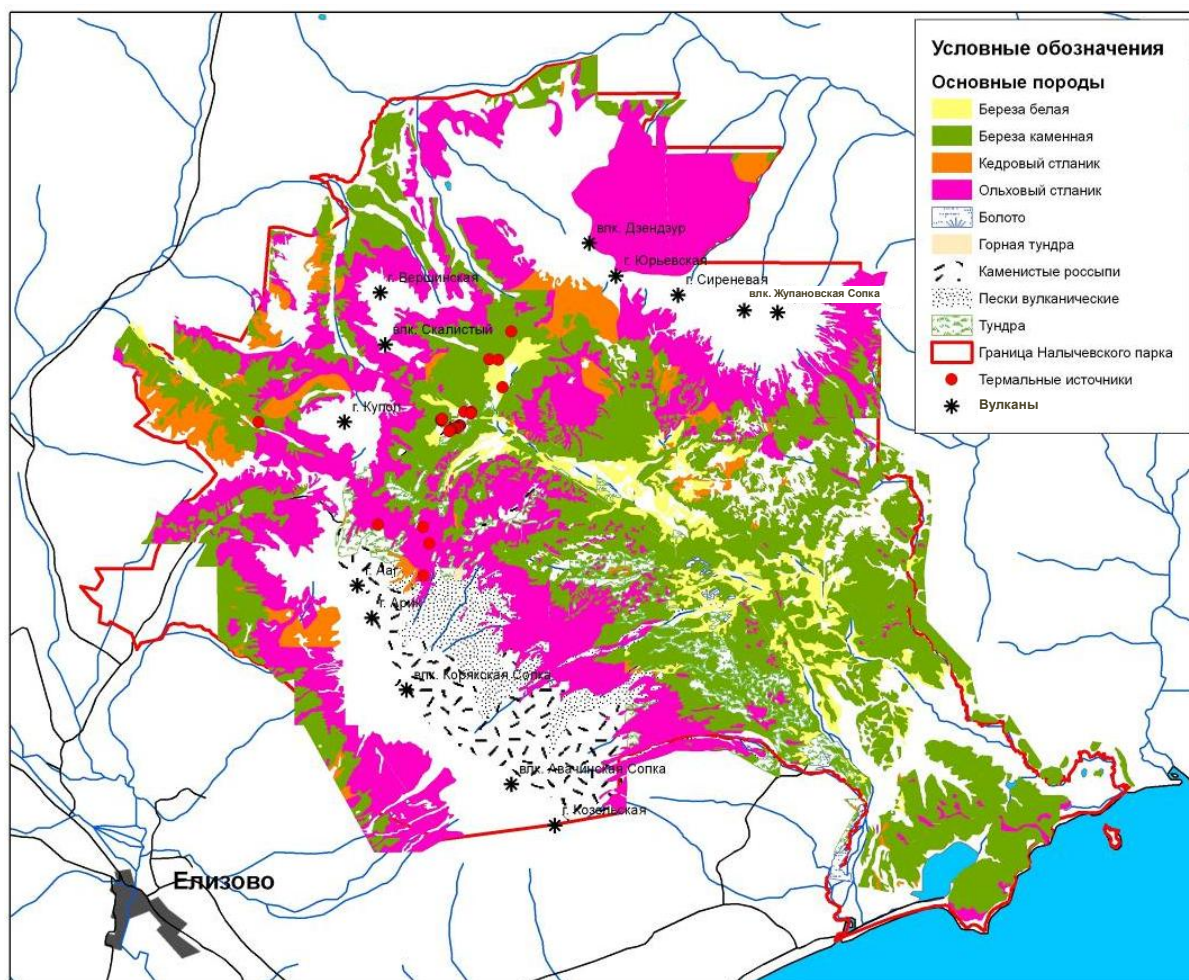 Условные обозначения
Основные породы
Береза белая
Береза каменная
Кедровый стланик
Ольховый стланик
Болото
Горная тундра
Каменистые россыпи
Пески вулканические
Тундра
Граница Налычевского парка
Термальные источники
Вулканы
влк. Дзендзур
г. Юрьевская
г. Вершинская
г. Сиреневая
влк. Жупановская Сопка
влк. Скалистый
г. Купол
г. Ааг
г. Арик
влк. Корякская Сопка
влк. Авачинская Сопка
г. Козельская
Елизово